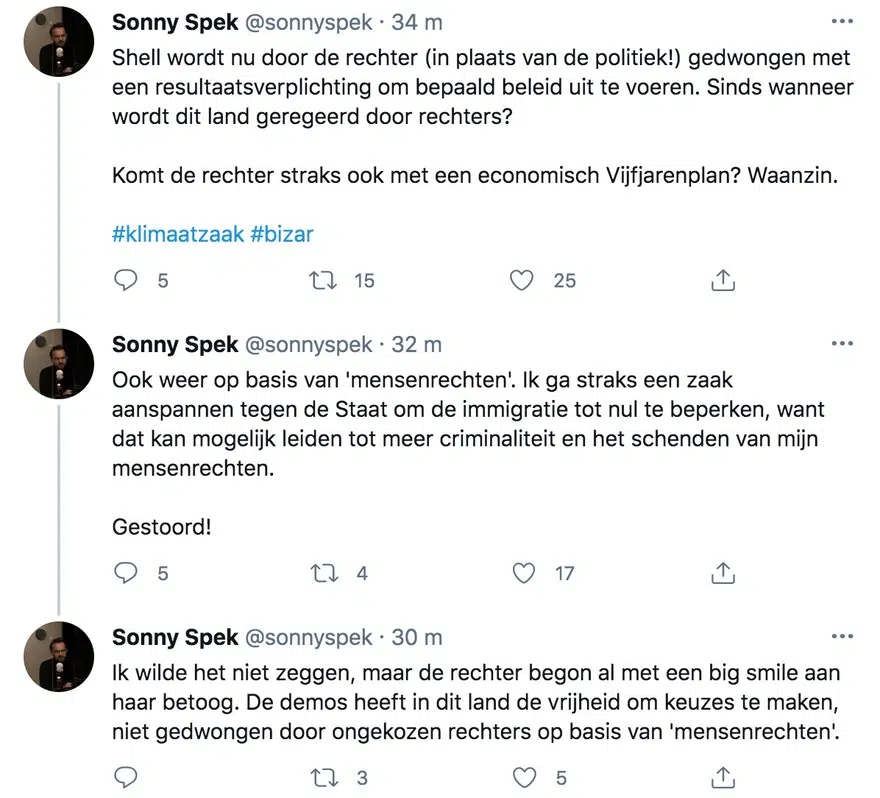 Sonny Spek @sonnyspek · 34 m
Shell wordt nu door de rechter (in plaats van de politiek!) gedwongen met
een resultaatsverplichting om bepaald beleid uit te voeren. Sinds wanneer
wordt dit land geregeerd door rechters?
Komt de rechter straks ook met een economisch Vijfjarenplan? Waanzin.
#klimaatzaak #bizar
5 15 25
Sonny Spek @sonnyspek · 32 m
Ook weer op basis van 'mensenrechten'. Ik ga straks een zaak
aanspannen tegen de Staat om de immigratie tot nul te beperken, want
dat kan mogelijk leiden tot meer criminaliteit en het schenden van mijn
mensenrechten.
Gestoord!
5 4 17
Sonny Spek @sonnyspek · 30 m
Ik wilde het niet zeggen, maar de rechter begon al met een big smile aan
haar betoog. De demos heeft in dit land de vrijheid om keuzes te maken,
niet gedwongen door ongekozen rechters op basis van 'mensenrechten'.
3 5